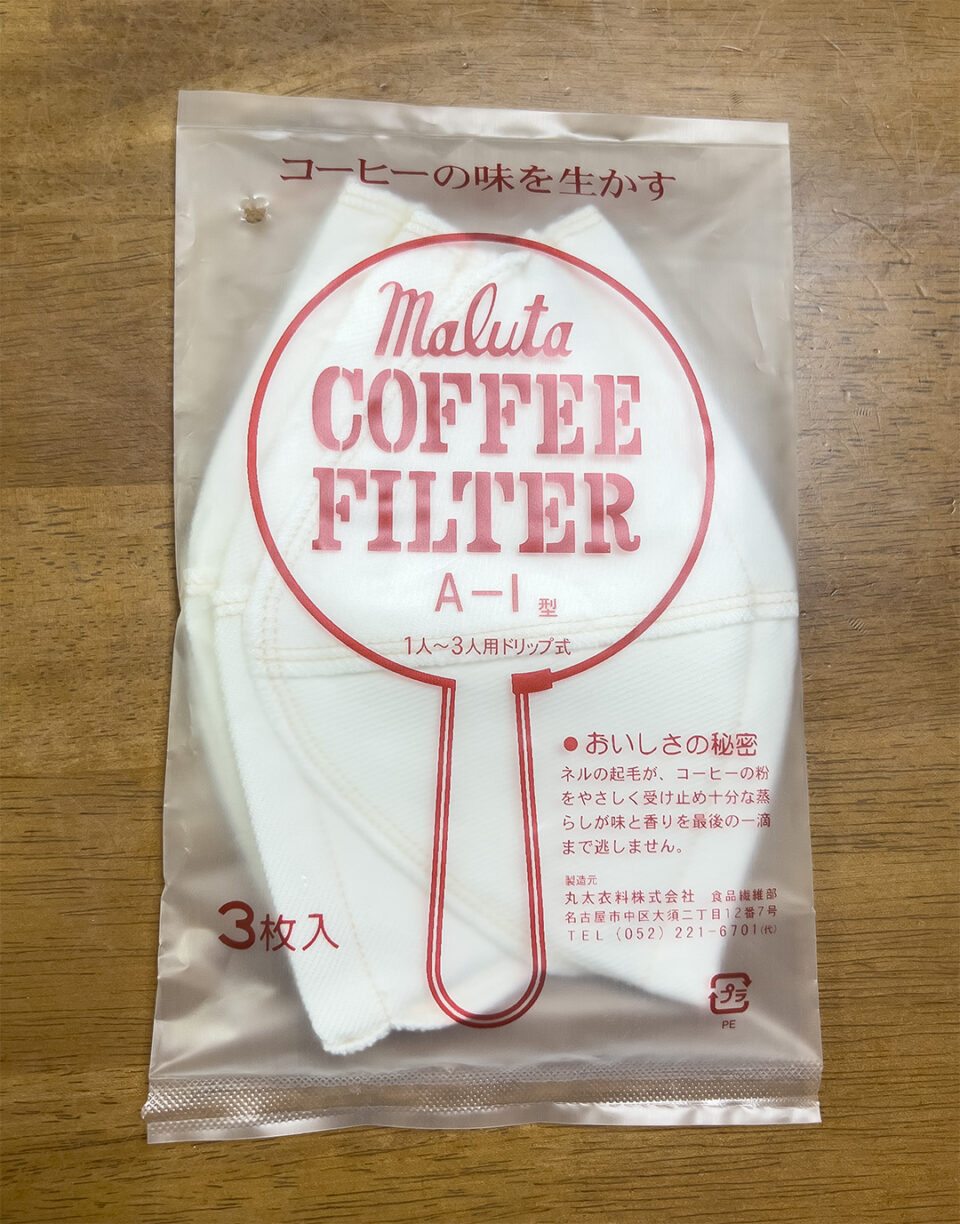 コーヒーの味を生かす
Maluta
COFFEE
FILTER
A-1型
1人〜3人用ドリップ式
●おいしさの秘密
ネルの起毛が、コーヒーの粉
をやさしく受け止め十分な蒸
らしが味と香りを最後の一滴
まで逃しません。
製造元
丸太衣料株式会社 食品繊維部
名古屋市中区大須二丁目12番7号
TEL (052) 221-6701(代)
3枚入
プラ
PE